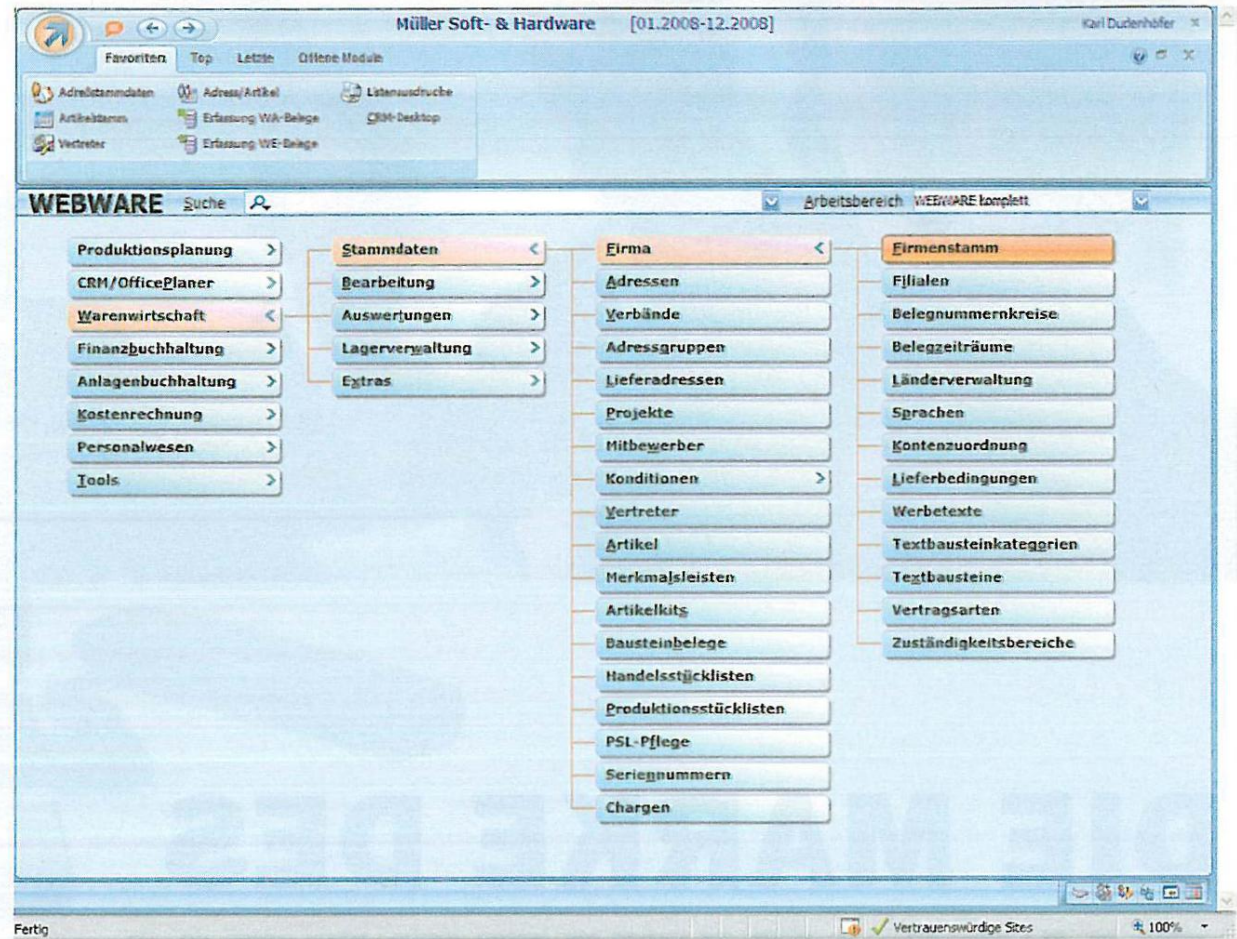 Müller Soft- & Hardware [01.2008-12.2008] Karl Dudenhöfer
Favoriten Top Letzte Offene Module
Adreßstammdaten Adress/Artikel Listenausdrucke
Artikelstamm Erfassung WA-Belege CRM-Desktop
Vertreter Erfassung WE-Belege
WEBWARE Suche Arbeitsbereich WEBWARE komplett
Produktionsplanung
CRM/OfficePlaner
Warenwirtschaft
Finanzbuchhaltung
Anlagenbuchhaltung
Kostenrechnung
Personalwesen
Tools
Stammdaten
Bearbeitung
Auswertungen
Lagerverwaltung
Extras
Firma
Adressen
Verbände
Adressgruppen
Lieferadressen
Projekte
Mitbewerber
Konditionen
Vertreter
Artikel
Merkmalsleisten
Artikelkits
Bausteinbelege
Handelsstücklisten
Produktionsstücklisten
PSL-Pflege
Seriennummern
Chargen
Firmenstamm
Filialen
Belegnummernkreise
Belegzeiträume
Länderverwaltung
Sprachen
Kontenzuordnung
Lieferbedingungen
Werbetexte
Textbausteinkategorien
Textbausteine
Vertragsarten
Zuständigkeitsbereiche
Fertig Vertrauenswürdige Sites 100%